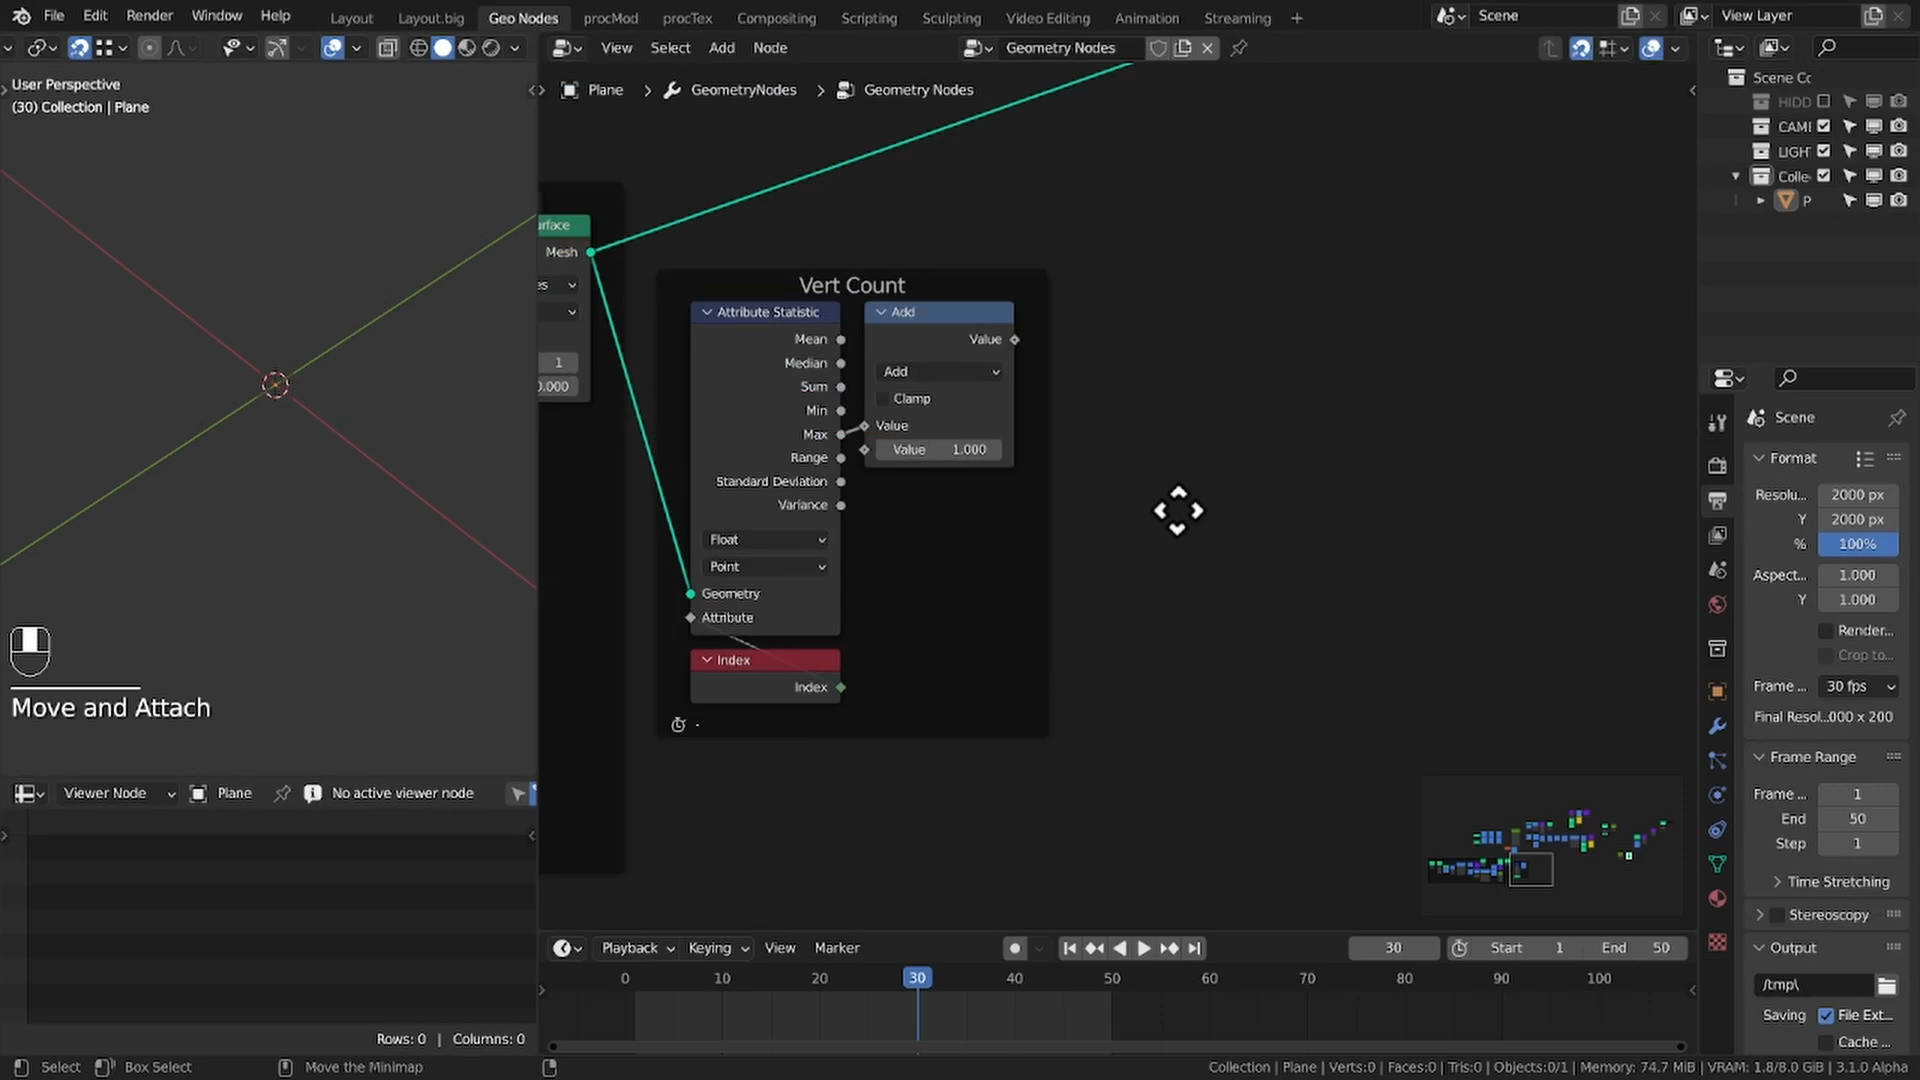 File Edit Render Window Help Layout Layout.big Geo Nodes procMod procTex Compositing Scripting Sculpting Video Editing Animation Streaming + Scene View Layer
View Select Add Node Geometry Nodes
User Perspective
(30) Collection | Plane
Plane > GeometryNodes > Geometry Nodes
Scene Cc
HIDD
CAMI
LIGHT
Colle
P
urface
Mesh
es
1
0.000
Vert Count
Attribute Statistic
Mean
Median
Sum
Min
Max
Range
Standard Deviation
Variance
Float
Point
Geometry
Attribute
Add
Value
Add
Clamp
Value
Value 1.000
Index
Index
-
Move and Attach
Viewer Node Plane No active viewer node
Rows: 0 | Columns: 0
Scene
Format
Resolu... 2000 px
Y 2000 px
% 100%
Aspect... 1.000
Y 1.000
Render...
Crop to...
Frame ... 30 fps
Final Resol...000 x 200
Frame Range
Frame ... 1
End 50
Step 1
Time Stretching
Stereoscopy
Output
/tmp\
Saving File Ext...
Cache ...
Playback Keying View Marker 30 Start 1 End 50
0 10 20 30 40 50 60 70 80 90 100
Select Box Select Move the Minimap Collection | Plane | Verts:0 | Faces:0 | Tris:0 | Objects:0/1 | Memory: 74.7 MiB | VRAM: 1.8/8.0 GiB | 3.1.0 Alpha